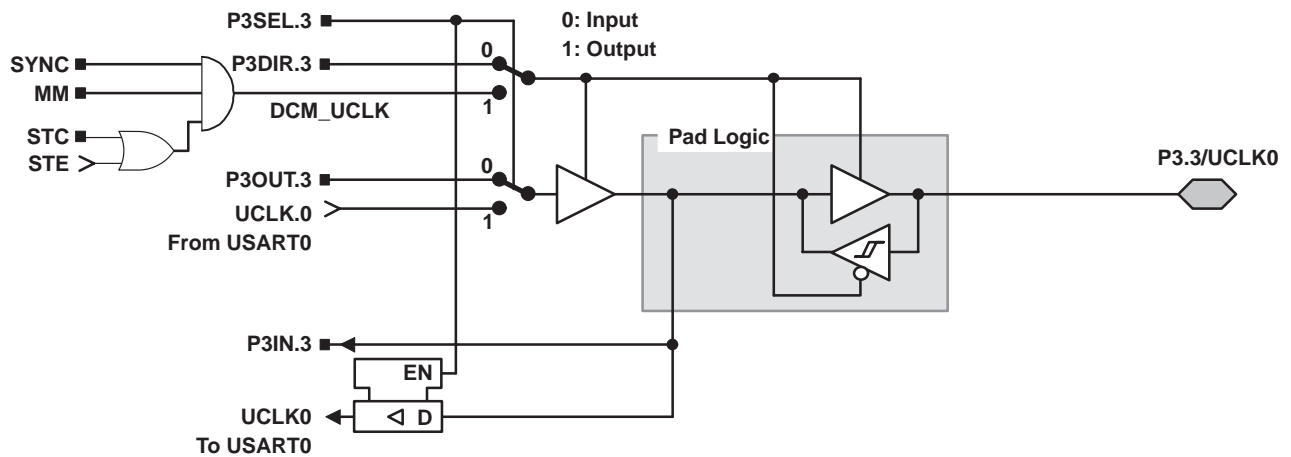 P3SEL.3
0: Input
1: Output
SYNC
P3DIR.3
0
MM
1
DCM_UCLK
STC
STE
Pad Logic
P3.3/UCLK0
P3OUT.3
0
UCLK.0
1
From USART0
P3IN.3
EN
UCLK0
D
To USART0